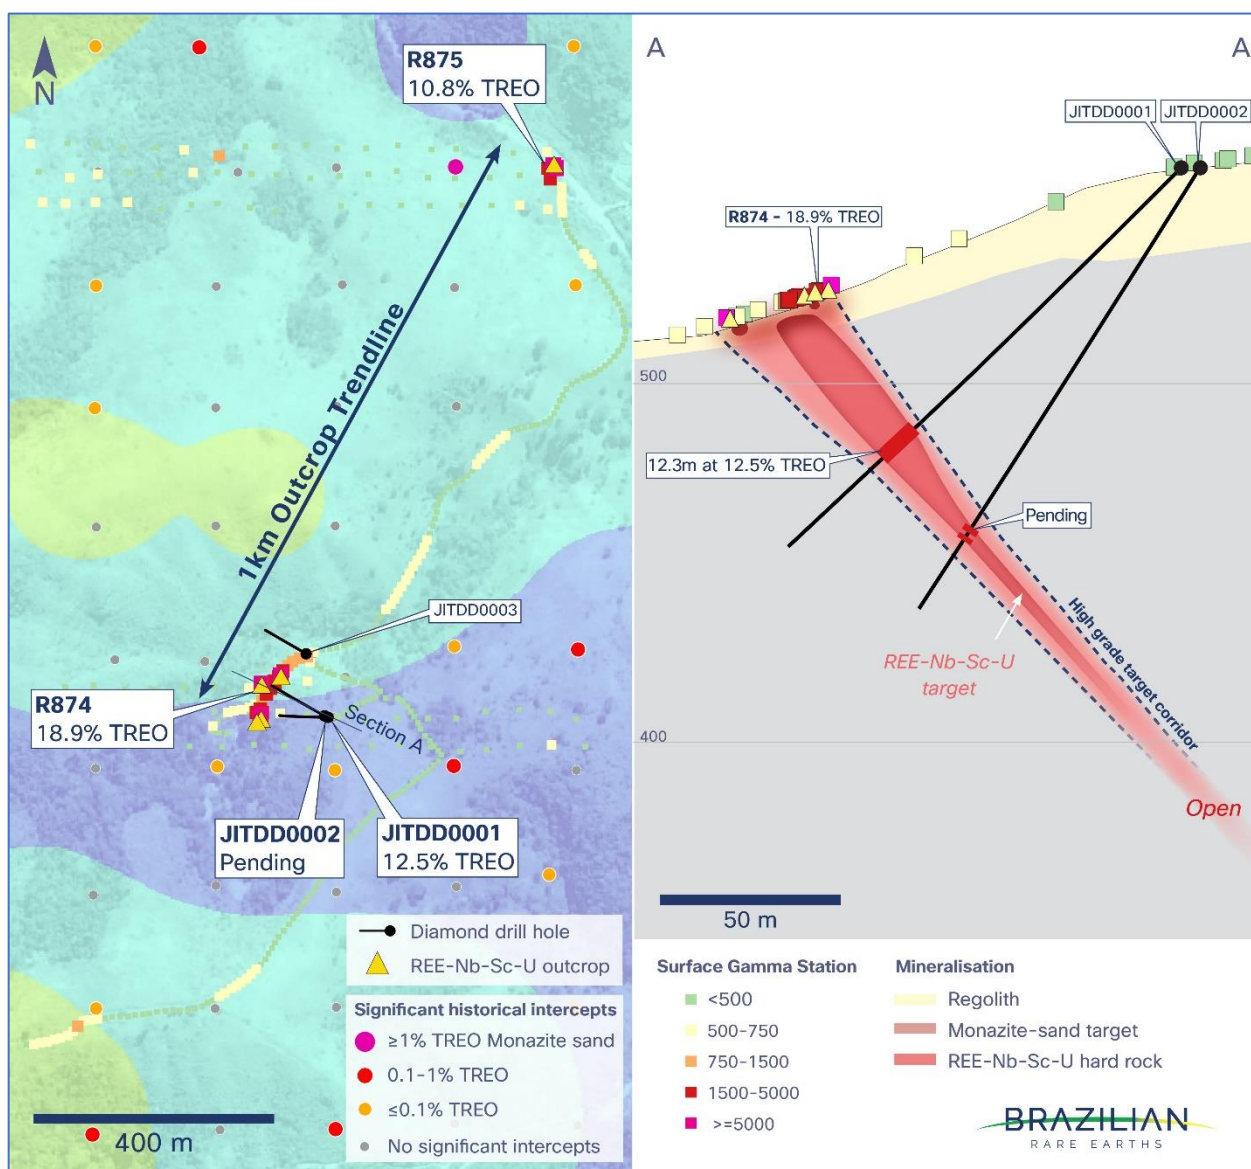 N
R875
10.8% TREO
1km Outcrop Trendline
JITDD0003
R874
18.9% TREO
Section A
JITDD0002
Pending
JITDD0001
12.5% TREO
Diamond drill hole
REE-Nb-Sc-U outcrop
Significant historical intercepts
≥1% TREO Monazite sand
0.1-1% TREO
≤0.1% TREO
No significant intercepts
400 m
A
A
JITDD0001
JITDD0002
R874 - 18.9% TREO
500
12.3m at 12.5% TREO
Pending
REE-Nb-Sc-U
target
High grade target corridor
400
Open
50 m
Surface Gamma Station
<500
500-750
750-1500
1500-5000
>=5000
Mineralisation
Regolith
Monazite-sand target
REE-Nb-Sc-U hard rock
BRAZILIAN
RARE EARTHS